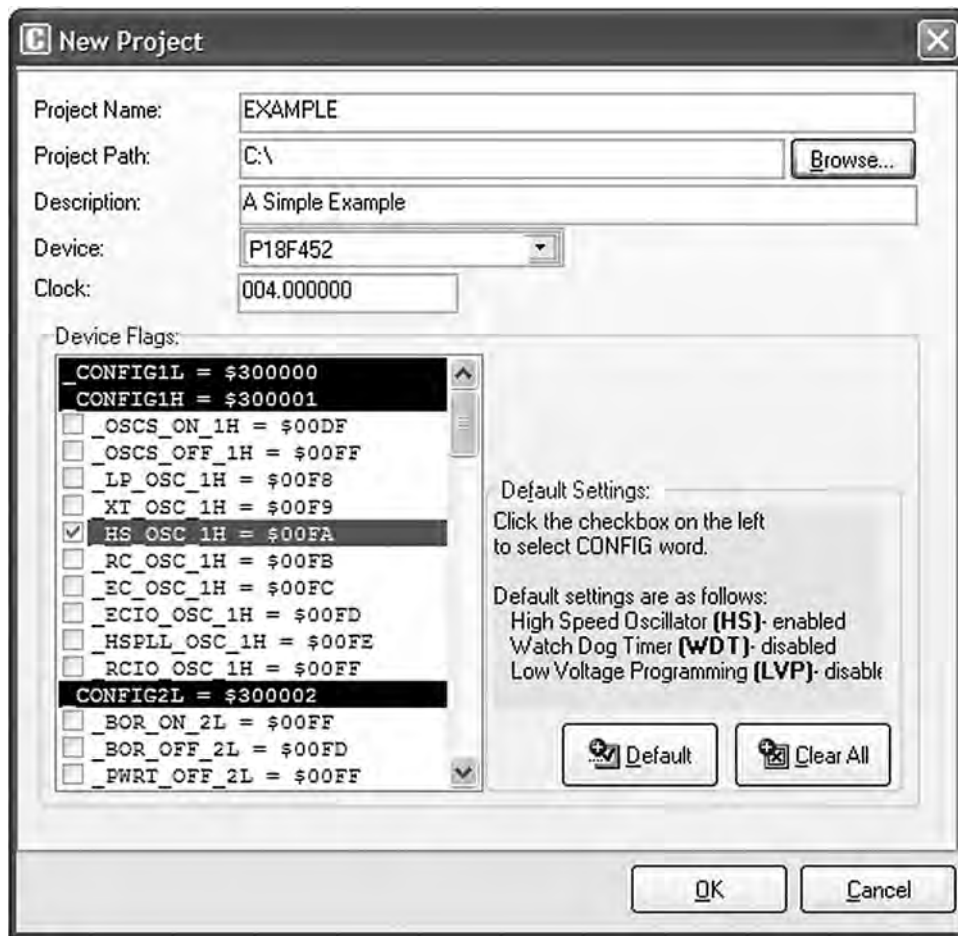 C New Project
Project Name: EXAMPLE
Project Path: C:\ Browse...
Description: A Simple Example
Device: P18F452
Clock: 004.000000
Device Flags:
_CONFIG1L = $300000
_CONFIG1H = $300001
_OSCS_ON_1H = $00DF
_OSCS_OFF_1H = $00FF
_LP_OSC_1H = $00F8
_XT_OSC_1H = $00F9
_HS_OSC_1H = $00FA
_RC_OSC_1H = $00FB
_EC_OSC_1H = $00FC
_ECIO_OSC_1H = $00FD
_HSPLL_OSC_1H = $00FE
_RCIO_OSC_1H = $00FF
_CONFIG2L = $300002
_BOR_ON_2L = $00FF
_BOR_OFF_2L = $00FD
_PWRT_OFF_2L = $00FF
Default Settings:
Click the checkbox on the left
to select CONFIG word.
Default settings are as follows:
High Speed Oscillator (HS)- enabled
Watch Dog Timer (WDT)- disabled
Low Voltage Programming (LVP)- disable
Default Clear All
OK Cancel